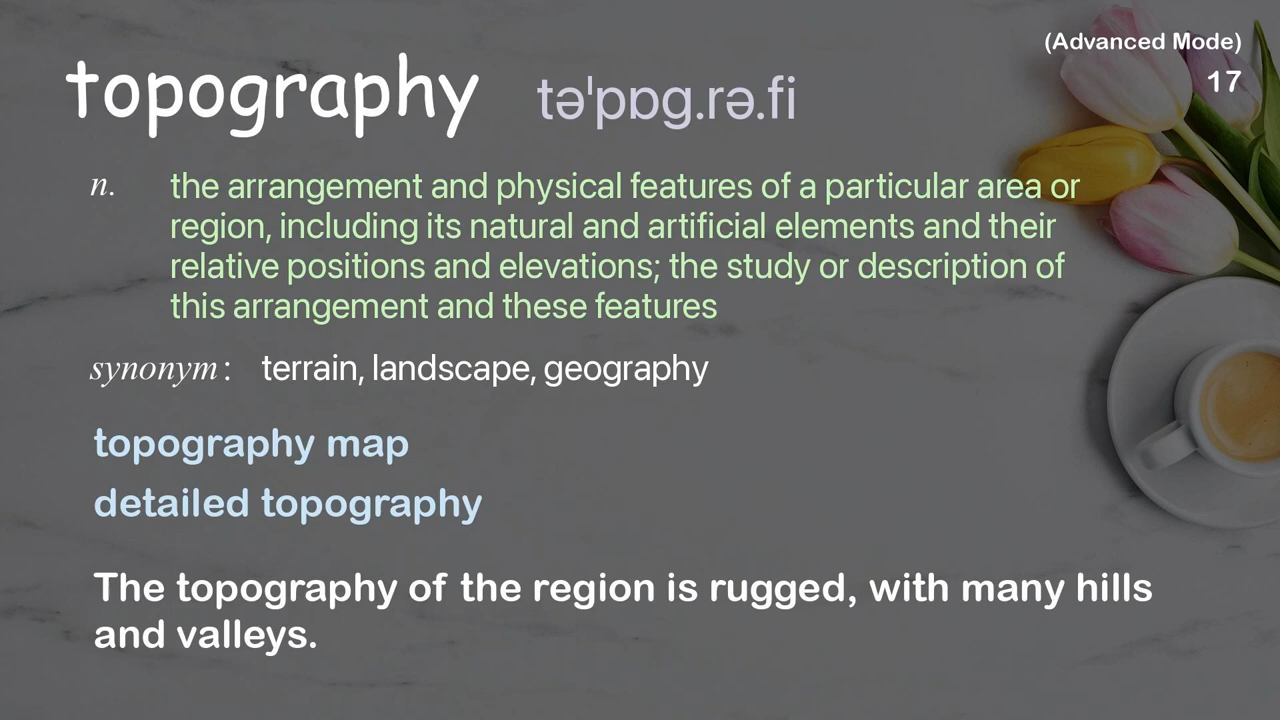 (Advanced Mode)
17
topography təˈpɒg.rə.fi
n. the arrangement and physical features of a particular area or
region, including its natural and artificial elements and their
relative positions and elevations; the study or description of
this arrangement and these features
synonym: terrain, landscape, geography
topography map
detailed topography
The topography of the region is rugged, with many hills
and valleys.